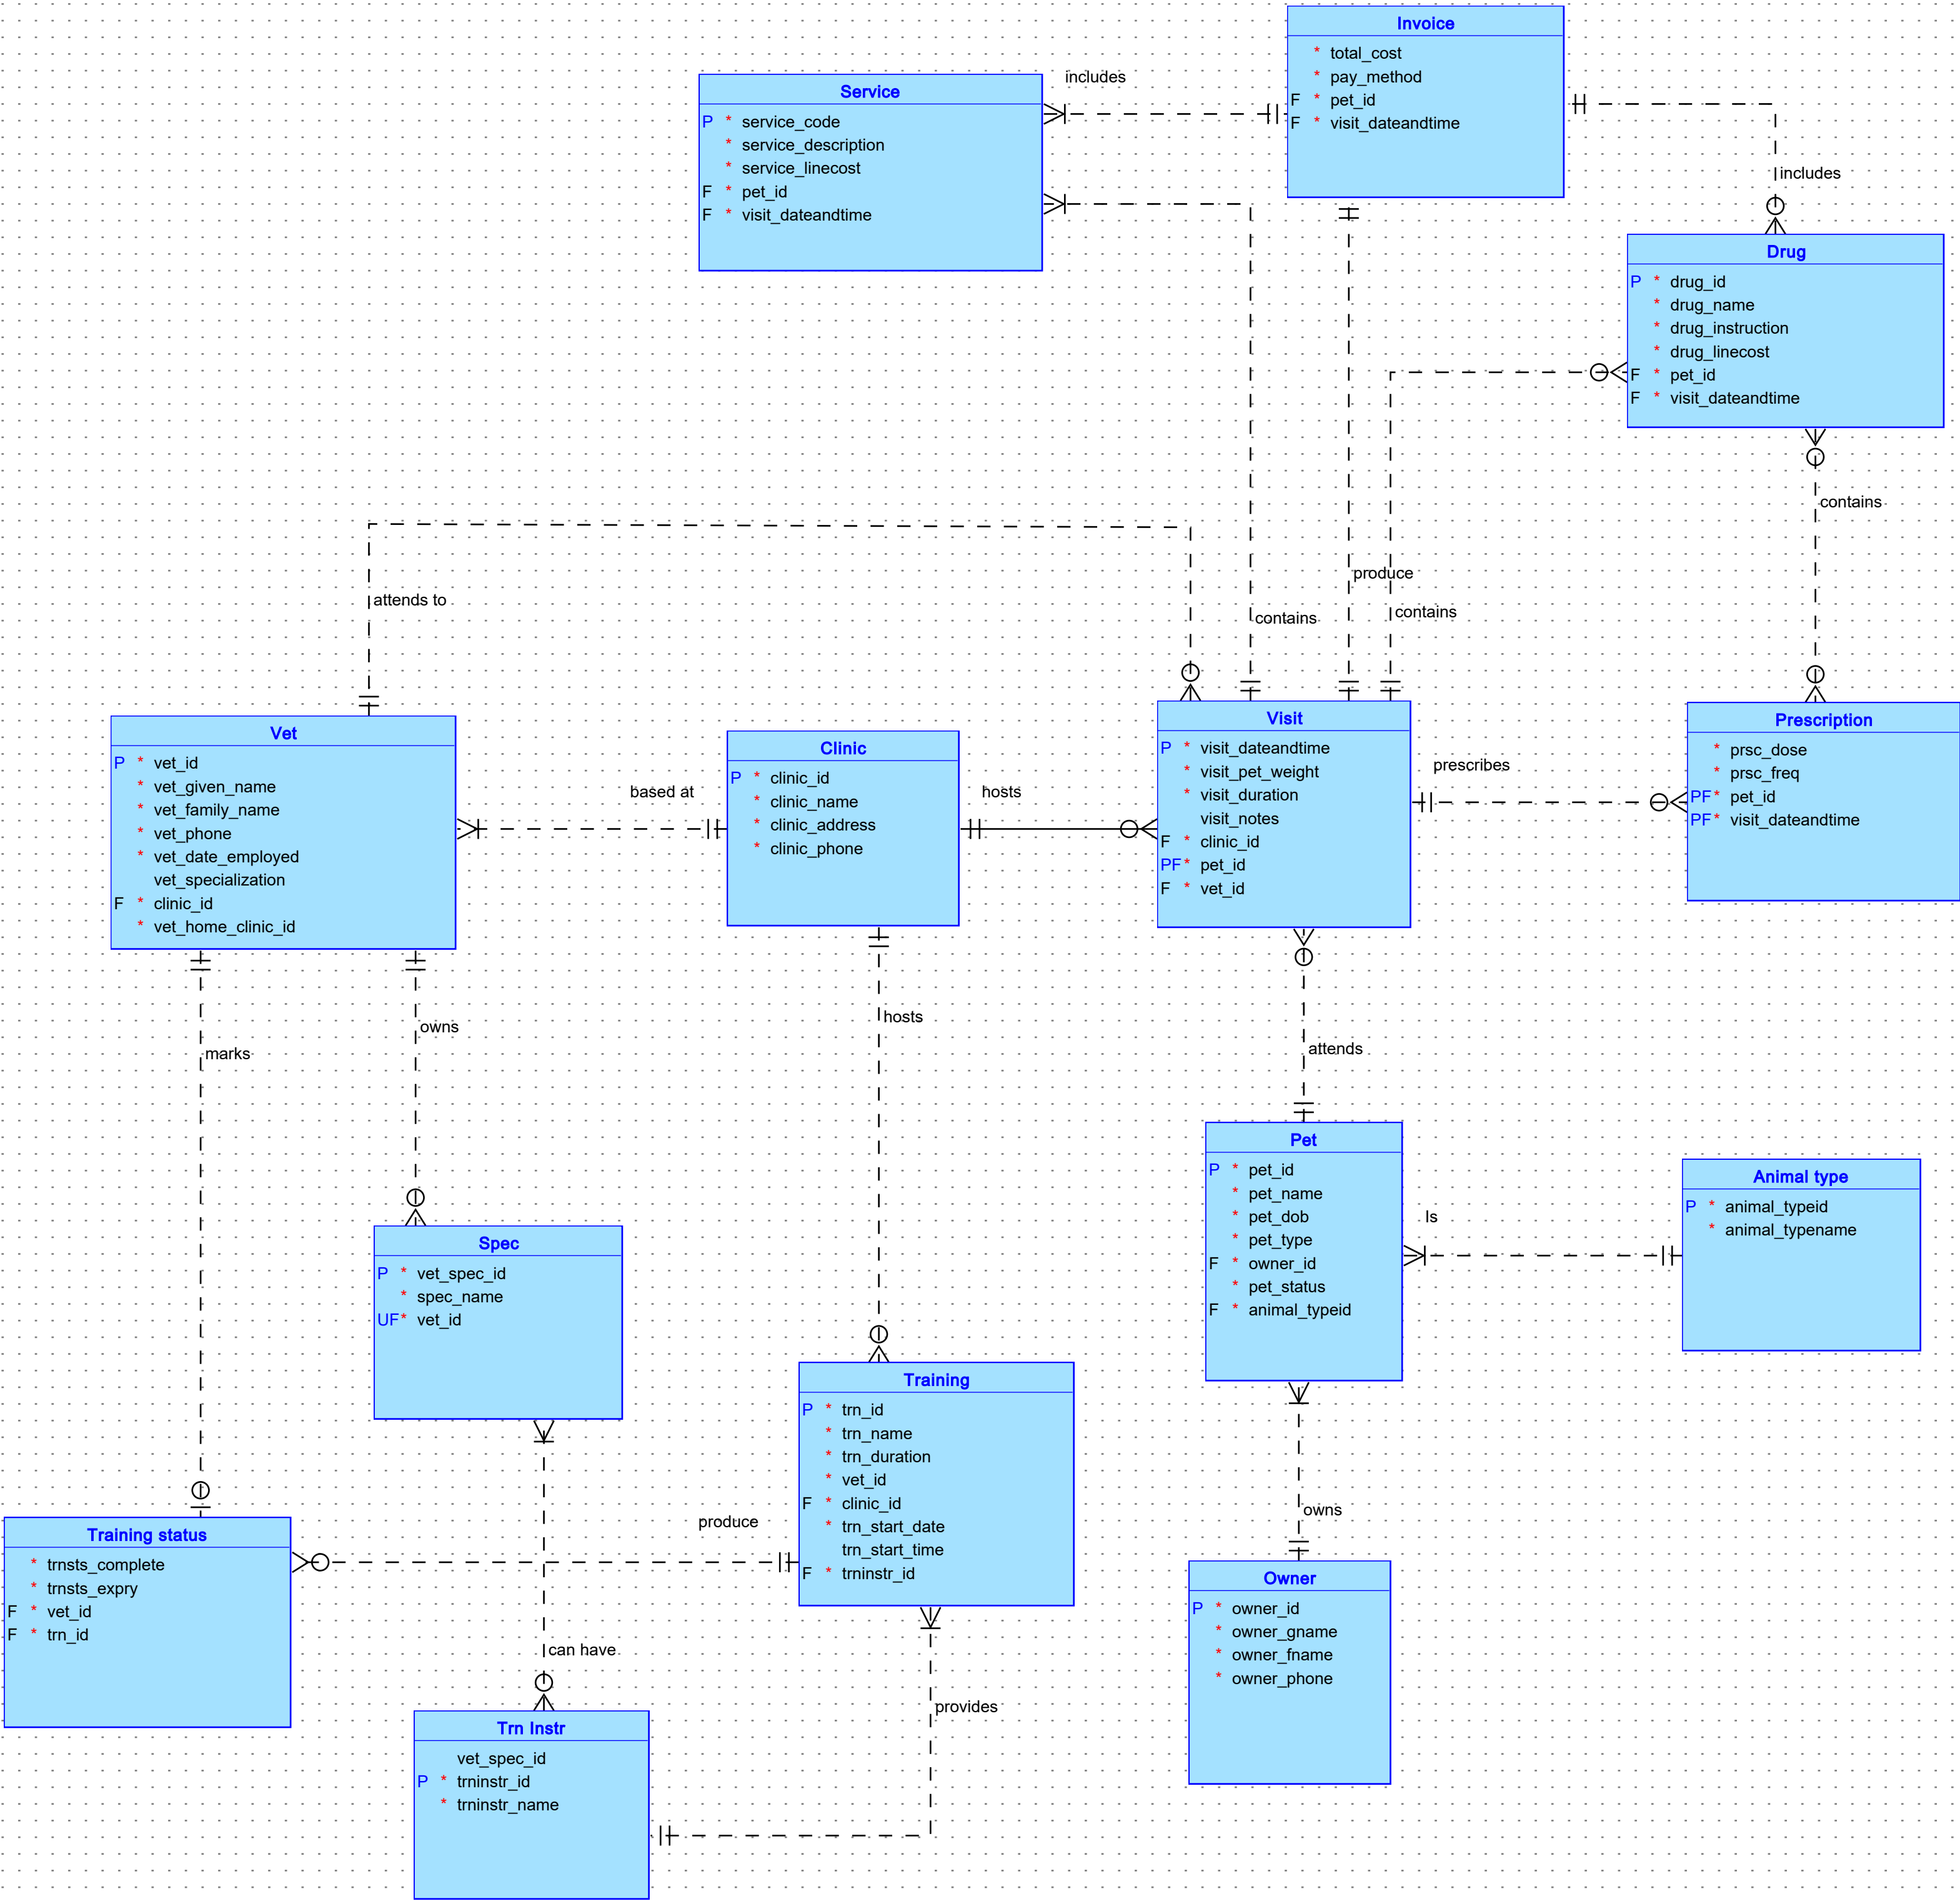 Invoice
* total_cost
* pay_method
F * pet_id
F * visit_dateandtime
includes
Service
P * service_code
* service_description
* service_linecost
F * pet_id
F * visit_dateandtime
includes
Drug
P * drug_id
* drug_name
* drug_instruction
* drug_linecost
F * pet_id
F * visit_dateandtime
contains
produce
attends to
contains
contains
Vet
P * vet_id
* vet_given_name
* vet_family_name
* vet_phone
* vet_date_employed
vet_specialization
F * clinic_id
* vet_home_clinic_id
based at
Clinic
P * clinic_id
* clinic_name
* clinic_address
* clinic_phone
hosts
Visit
P * visit_dateandtime
* visit_pet_weight
* visit_duration
visit_notes
F * clinic_id
PF * pet_id
F * vet_id
prescribes
Prescription
* prsc_dose
* prsc_freq
PF * pet_id
PF * visit_dateandtime
hosts
owns
marks
attends
Pet
P * pet_id
* pet_name
* pet_dob
* pet_type
F * owner_id
* pet_status
F * animal_typeid
Is
Animal type
P * animal_typeid
* animal_typename
Spec
P * vet_spec_id
* spec_name
UF * vet_id
Training
P * trn_id
* trn_name
* trn_duration
* vet_id
F * clinic_id
* trn_start_date
trn_start_time
F * trninstr_id
owns
produce
Training status
* trnsts_complete
* trnsts_expry
F * vet_id
F * trn_id
Owner
P * owner_id
* owner_gname
* owner_fname
* owner_phone
can have
provides
Trn Instr
vet_spec_id
P * trninstr_id
* trninstr_name